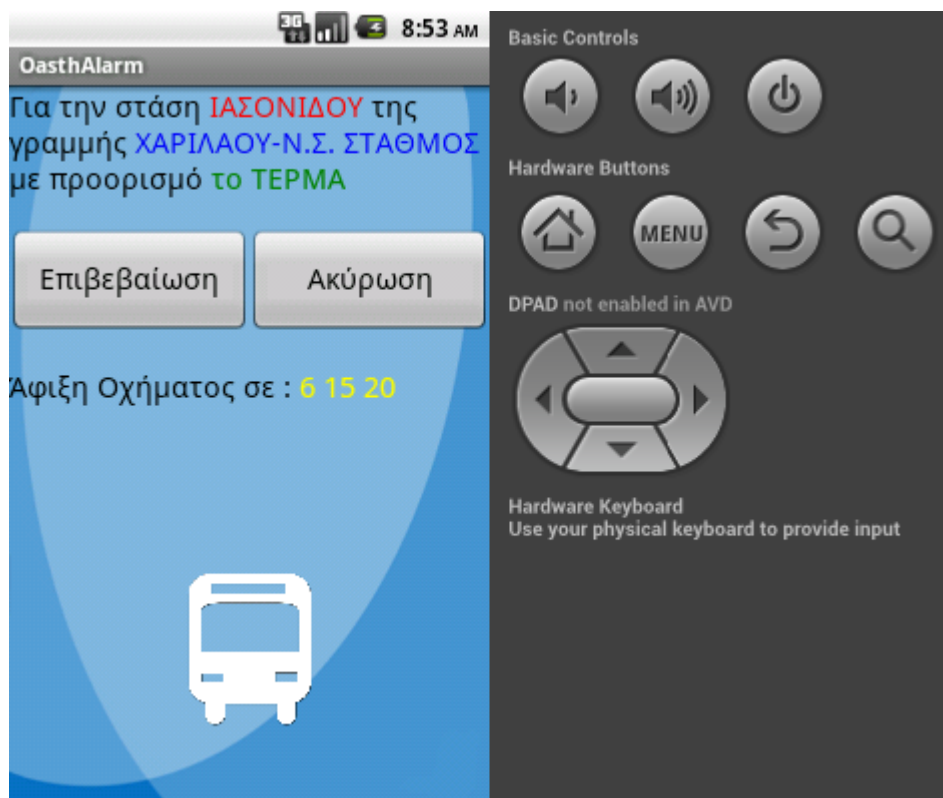 3G
8:53 AM
OasthAlarm
Για την στάση ΙΑΣΟΝΙΔΟΥ της
γραμμής ΧΑΡΙΛΑΟΥ-Ν.Σ. ΣΤΑΘΜΟΣ
με προορισμό το ΤΕΡΜΑ
Επιβεβαίωση
Ακύρωση
Άφιξη Οχήματος σε : 6 15 20
Basic Controls
Hardware Buttons
MENU
DPAD not enabled in AVD
Hardware Keyboard
Use your physical keyboard to provide input